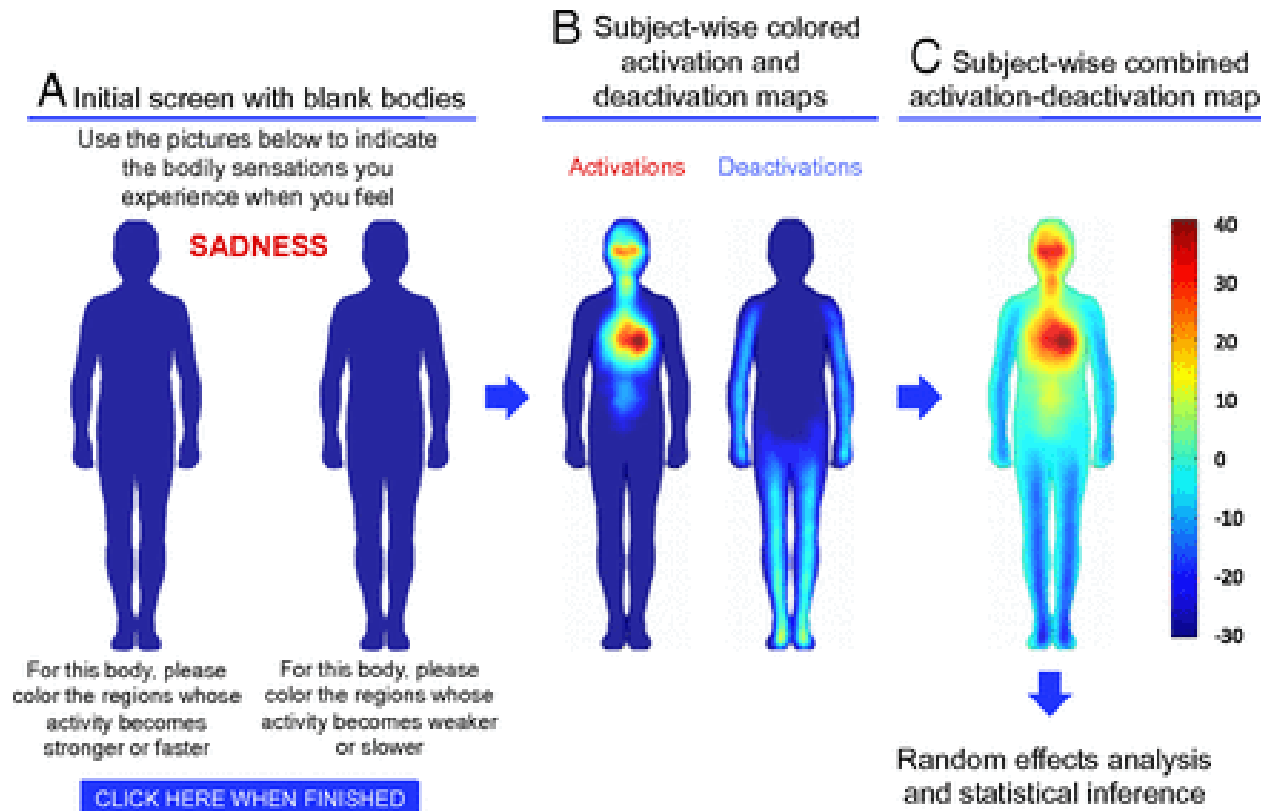 A Initial screen with blank bodies
Use the pictures below to indicate
the bodily sensations you
experience when you feel
SADNESS
For this body, please
color the regions whose
activity becomes
stronger or faster
For this body, please
color the regions whose
activity becomes weaker
or slower
CLICK HERE WHEN FINISHED
B Subject-wise colored
activation and
deactivation maps
Activations
Deactivations
C Subject-wise combined
activation-deactivation map
40
30
20
10
0
-10
-20
-30
Random effects analysis
and statistical inference